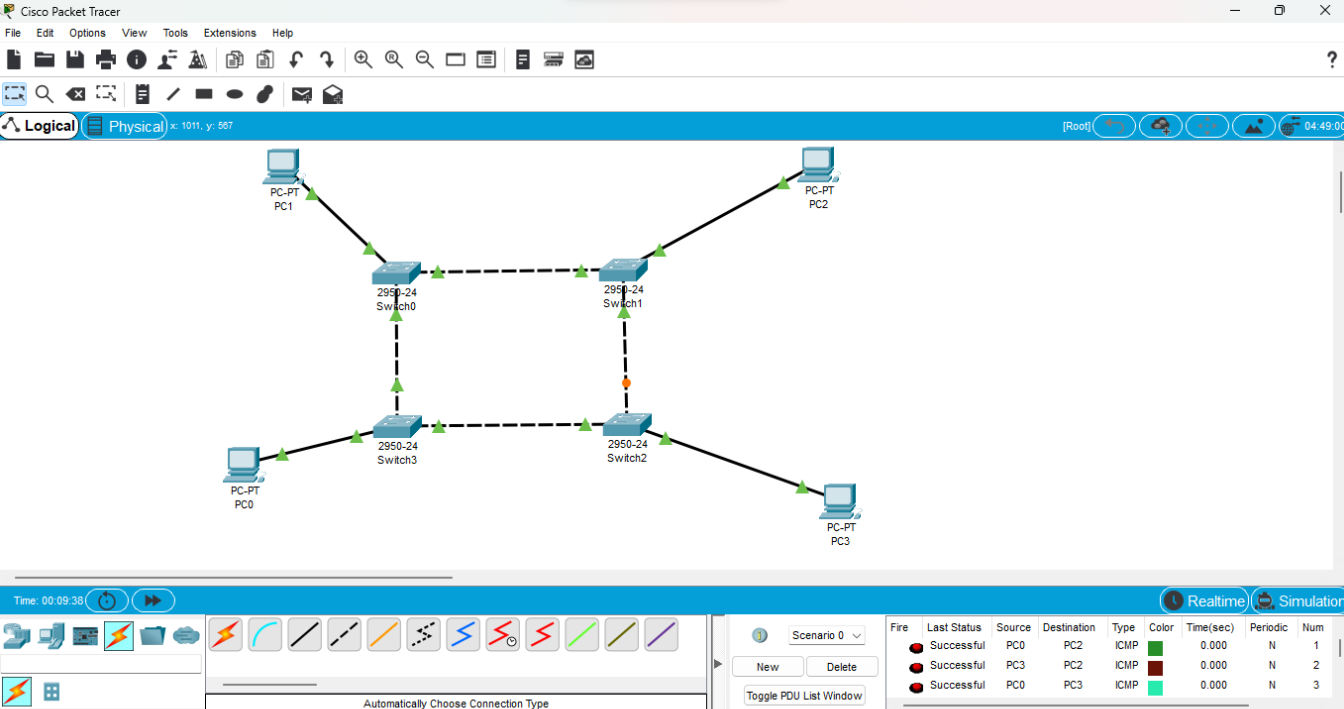 Cisco Packet Tracer
File Edit Options View Tools Extensions Help
?
Logical Physical x: 1011, y: 567 [Root] 04:49:00
PC-PT
PC1
PC-PT
PC2
2950-24
Switch0
2950-24
Switch1
2950-24
Switch3
2950-24
Switch2
PC-PT
PC0
PC-PT
PC3
Time: 00:09:38 Realtime Simulation
Scenario 0
New Delete
Toggle PDU List Window
Automatically Choose Connection Type
Fire Last Status Source Destination Type Color Time(sec) Periodic Num
Successful PC0 PC2 ICMP 0.000 N 1
Successful PC3 PC2 ICMP 0.000 N 2
Successful PC0 PC3 ICMP 0.000 N 3